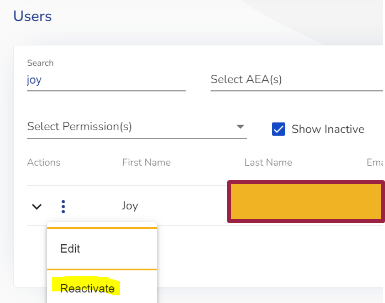 Users
Search
joy
Select AEA(s)
Select Permission(s)
Show Inactive
Actions First Name Last Name Ema
Joy
Edit
Reactivate